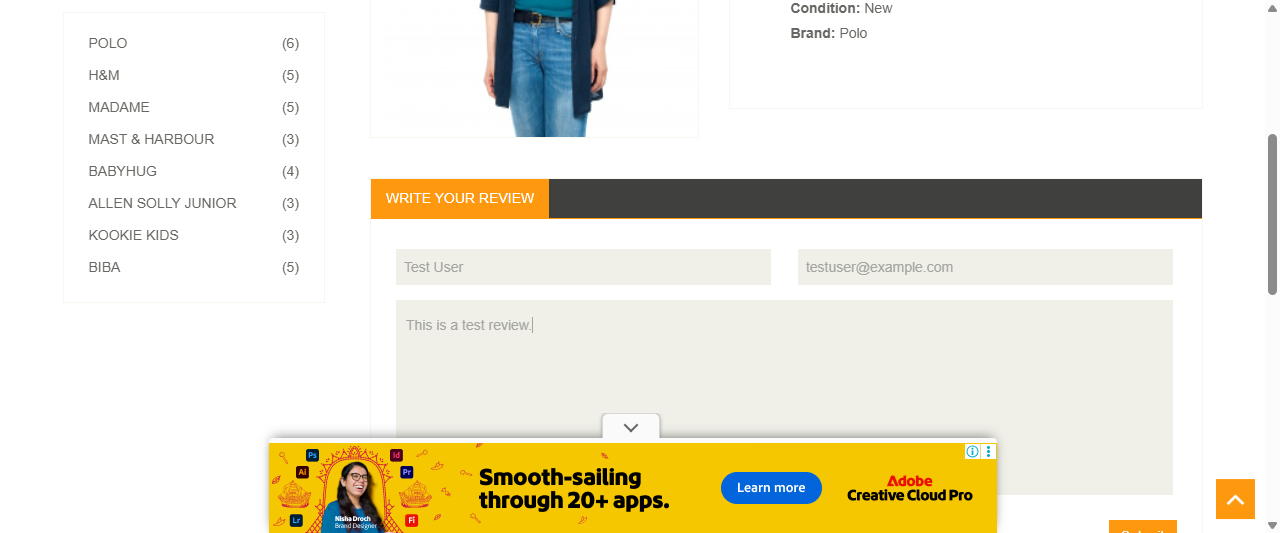 POLO (6)
H&M (5)
MADAME (5)
MAST & HARBOUR (3)
BABYHUG (4)
ALLEN SOLLY JUNIOR (3)
KOOKIE KIDS (3)
BIBA (5)
Condition: New
Brand: Polo
WRITE YOUR REVIEW
Test User
testuser@example.com
This is a test review.
Ps
Id
Ai
Pr
Lr
Fi
Nisha Droch
Brand Designer
Smooth-sailing
through 20+ apps.
Learn more
Adobe
Creative Cloud Pro
Submit